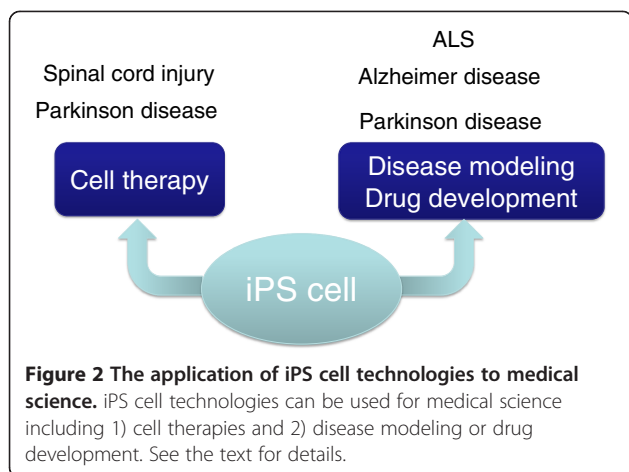 ALS
Spinal cord injury
Alzheimer disease
Parkinson disease
Parkinson disease
Cell therapy
Disease modeling
Drug development
iPS cell
Figure 2 The application of iPS cell technologies to medical
science. iPS cell technologies can be used for medical science
including 1) cell therapies and 2) disease modeling or drug
development. See the text for details.